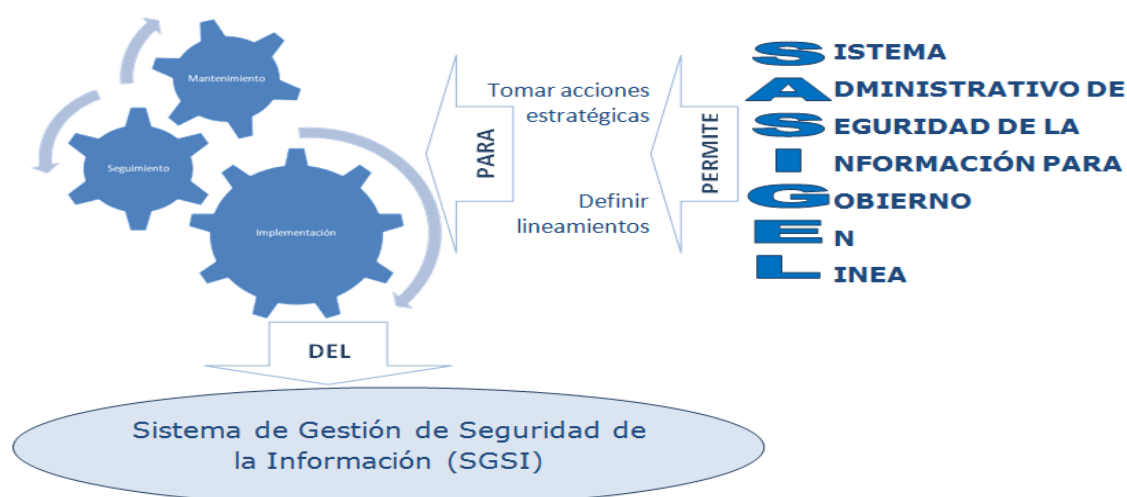 SISTEMA
ADMINISTRATIVO DE
SEGURIDAD DE LA
INFORMACIÓN PARA
GOBIERNO
EN
LINEA
PERMITE
Tomar acciones
estratégicas
Definir
lineamientos
PARA
Mantenimiento
Seguimiento
Implementación
DEL
Sistema de Gestión de Seguridad de
la Información (SGSI)